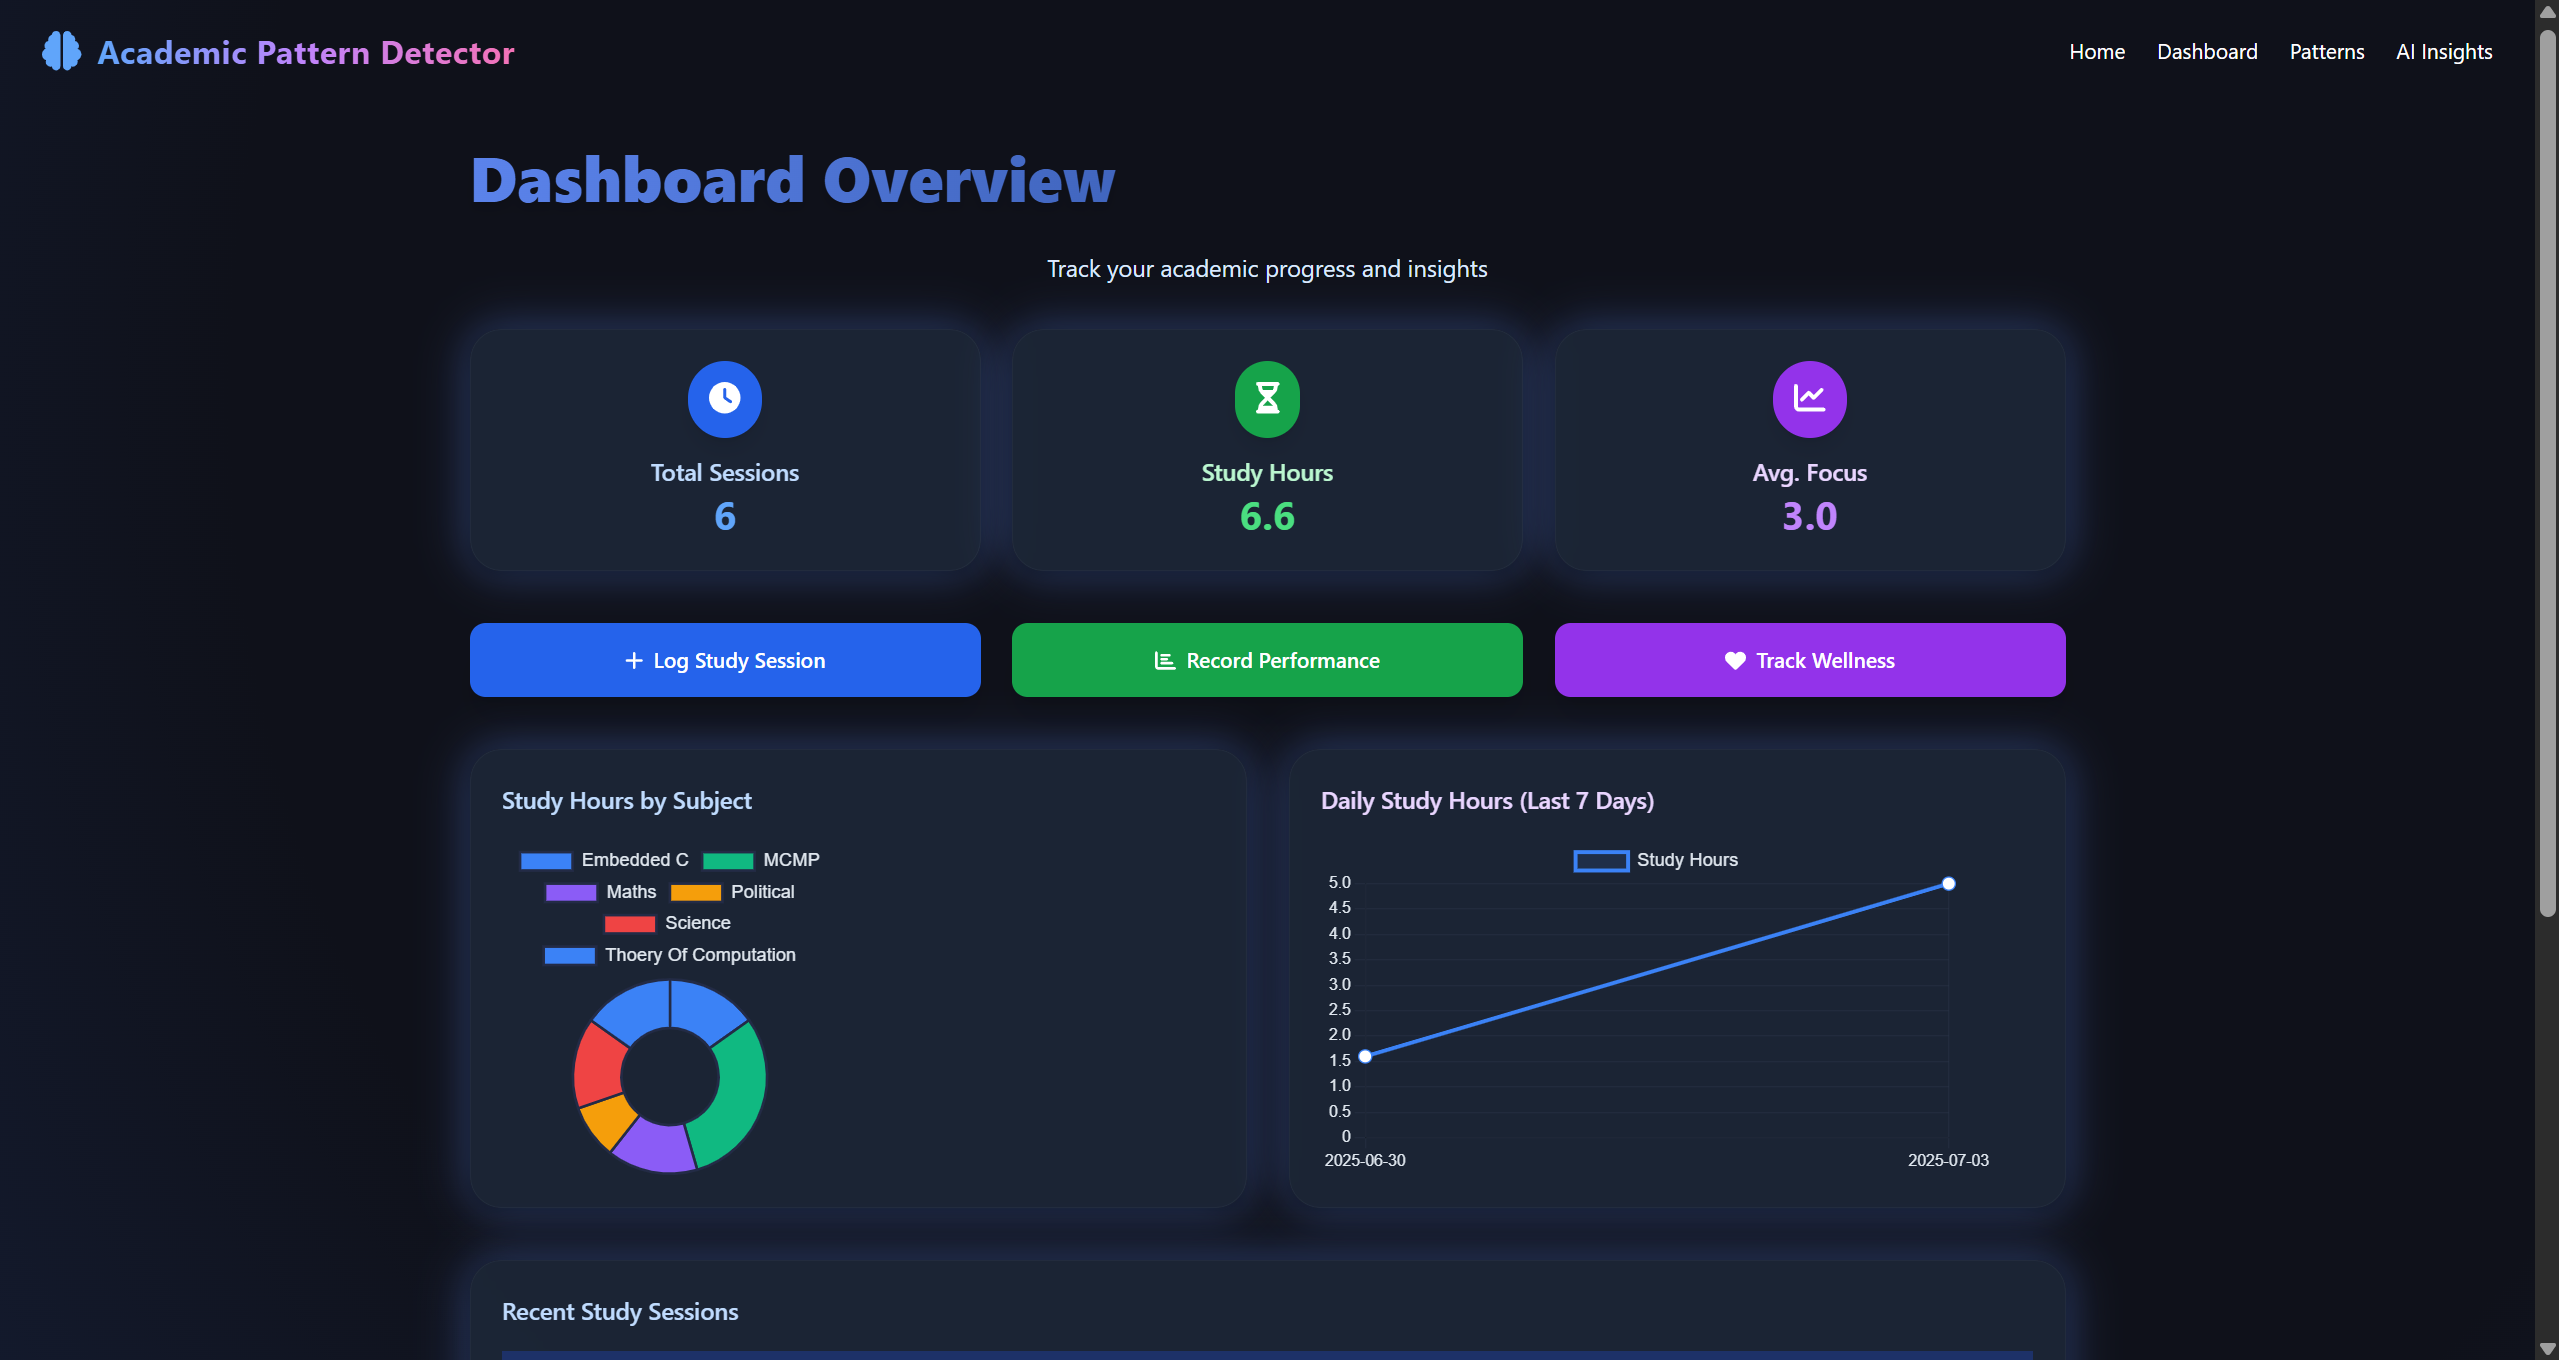 Academic Pattern Detector
Home Dashboard Patterns AI Insights
Dashboard Overview
Track your academic progress and insights
Total Sessions
6
Study Hours
6.6
Avg. Focus
3.0
Log Study Session
Record Performance
Track Wellness
Study Hours by Subject
Embedded C MCMP
Maths Political
Science
Thoery Of Computation
Daily Study Hours (Last 7 Days)
Study Hours
5.0
4.5
4.0
3.5
3.0
2.5
2.0
1.5
1.0
0.5
0
2025-06-30 2025-07-03
Recent Study Sessions